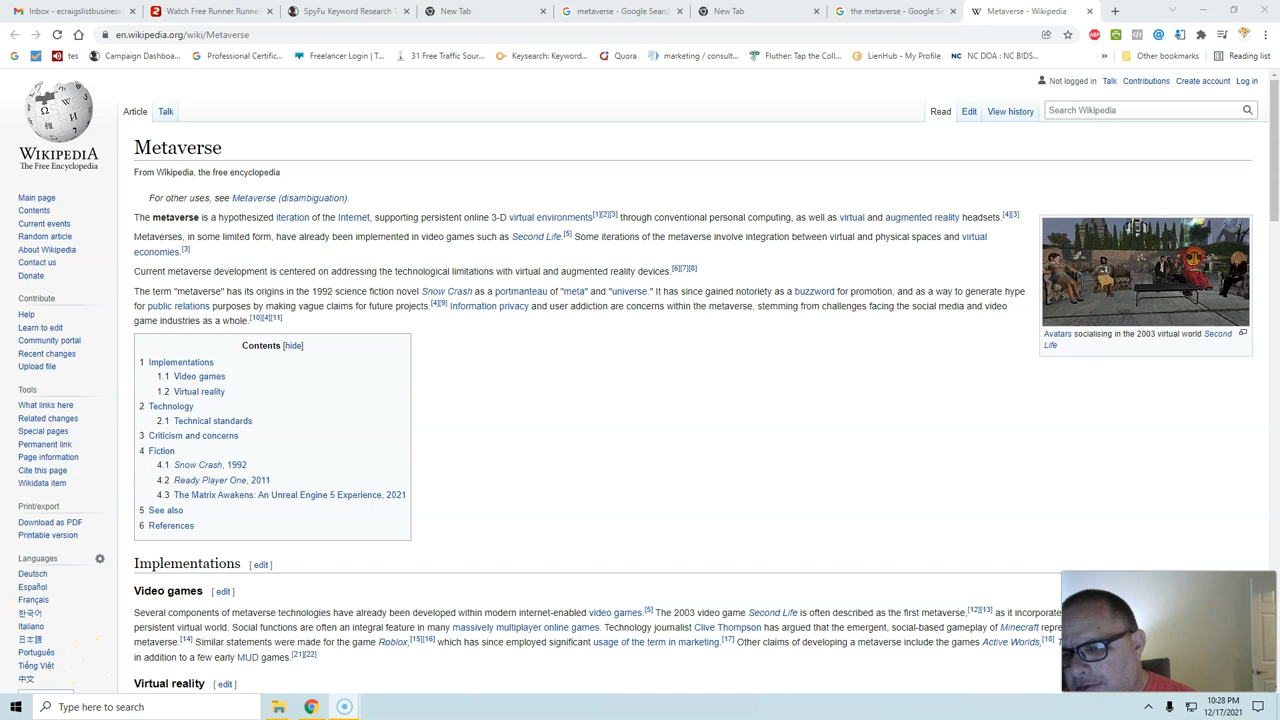 Inbox - ecraigslistbusiness
Watch Free Runner Runner
SpyFu Keyword Research T
New Tab
metaverse - Google Search
New Tab
the metaverse - Google Se
Metaverse - Wikipedia
en.wikipedia.org/wiki/Metaverse
tes
Campaign Dashboa...
Professional Certific...
Freelancer Login | T...
31 Free Traffic Sour...
Keysearch: Keyword...
Quora
marketing / consult...
Flutter: Tap the Coll...
LienHub - My Profile
NC DOA : NC BIDS...
»
Other bookmarks
Reading list
Not logged in Talk Contributions Create account Log in
Article Talk
Read Edit View history
Search Wikipedia
WIKIPEDIA
The Free Encyclopedia
Main page
Contents
Current events
Random article
About Wikipedia
Contact us
Donate
Contribute
Help
Learn to edit
Community portal
Recent changes
Upload file
Tools
What links here
Related changes
Special pages
Permanent link
Page information
Cite this page
Wikidata item
Print/export
Download as PDF
Printable version
Languages
Deutsch
Español
Français
한국어
Italiano
日本語
Português
Tiếng Việt
中文
Metaverse
From Wikipedia, the free encyclopedia
For other uses, see Metaverse (disambiguation).
The metaverse is a hypothesized iteration of the Internet, supporting persistent online 3-D virtual environments[1][2][3] through conventional personal computing, as well as virtual and augmented reality headsets.[4][3]
Metaverses, in some limited form, have already been implemented in video games such as Second Life.[5] Some iterations of the metaverse involve integration between virtual and physical spaces and virtual
economies.[3]
Current metaverse development is centered on addressing the technological limitations with virtual and augmented reality devices.[6][7][8]
The term "metaverse" has its origins in the 1992 science fiction novel Snow Crash as a portmanteau of "meta" and "universe." It has since gained notoriety as a buzzword for promotion, and as a way to generate hype
for public relations purposes by making vague claims for future projects.[4][9] Information privacy and user addiction are concerns within the metaverse, stemming from challenges facing the social media and video
game industries as a whole.[10][4][11]
Avatars socialising in the 2003 virtual world Second
Life
Contents [hide]
1 Implementations
1.1 Video games
1.2 Virtual reality
2 Technology
2.1 Technical standards
3 Criticism and concerns
4 Fiction
4.1 Snow Crash, 1992
4.2 Ready Player One, 2011
4.3 The Matrix Awakens: An Unreal Engine 5 Experience, 2021
5 See also
6 References
Implementations [ edit ]
Video games [ edit ]
Several components of metaverse technologies have already been developed within modern internet-enabled video games.[5] The 2003 video game Second Life is often described as the first metaverse,[12][13] as it incorporate
persistent virtual world. Social functions are often an integral feature in many massively multiplayer online games. Technology journalist Clive Thompson has argued that the emergent, social-based gameplay of Minecraft repre
metaverse.[14] Similar statements were made for the game Roblox,[15][16] which has since employed significant usage of the term in marketing.[17] Other claims of developing a metaverse include the games Active Worlds,[18]
in addition to a few early MUD games.[21][22]
Virtual reality [ edit ]
Type here to search
10:28 PM
12/17/2021